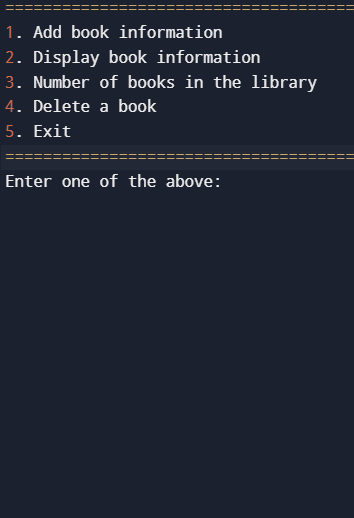 =====================================
1. Add book information
2. Display book information
3. Number of books in the library
4. Delete a book
5. Exit
=====================================
Enter one of the above: